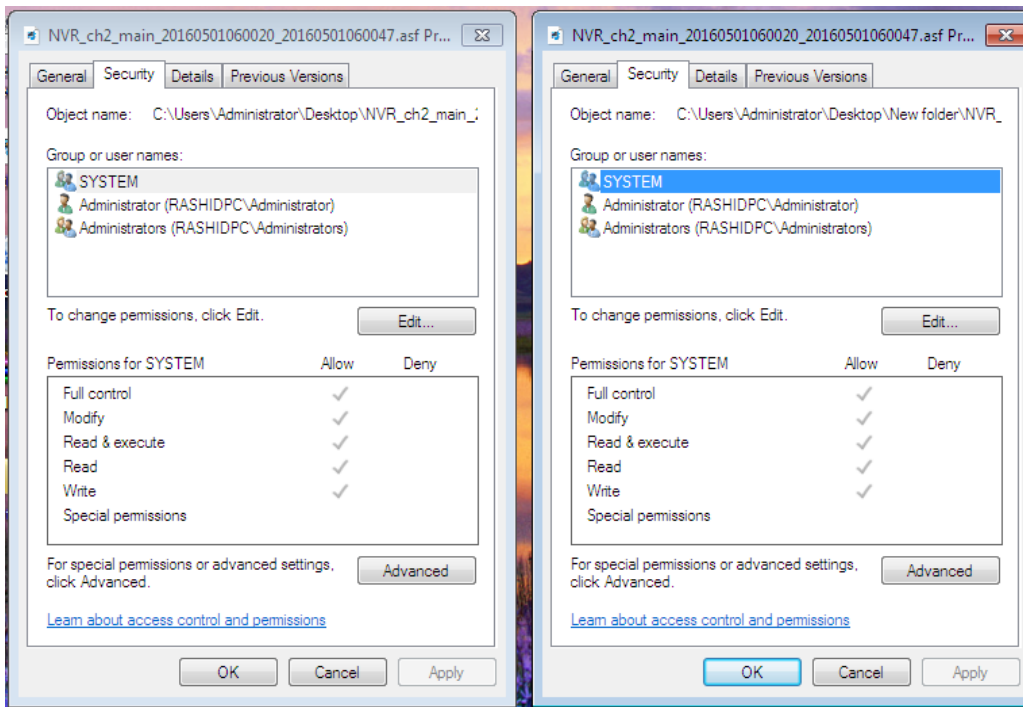 NVR_ch2_main_20160501060020_20160501060047.asf Pr...
General Security Details Previous Versions
Object name: C:\Users\Administrator\Desktop\NVR_ch2_main_2
Group or user names:
SYSTEM
Administrator (RASHIDPC\Administrator)
Administrators (RASHIDPC\Administrators)
To change permissions, click Edit.
Edit...
Permissions for SYSTEM Allow Deny
Full control
Modify
Read & execute
Read
Write
Special permissions
For special permissions or advanced settings,
click Advanced.
Advanced
Learn about access control and permissions
OK Cancel Apply
NVR_ch2_main_20160501060020_20160501060047.asf Pr...
General Security Details Previous Versions
Object name: C:\Users\Administrator\Desktop\New folder\NVR_
Group or user names:
SYSTEM
Administrator (RASHIDPC\Administrator)
Administrators (RASHIDPC\Administrators)
To change permissions, click Edit.
Edit...
Permissions for SYSTEM Allow Deny
Full control
Modify
Read & execute
Read
Write
Special permissions
For special permissions or advanced settings,
click Advanced.
Advanced
Learn about access control and permissions
OK Cancel Apply